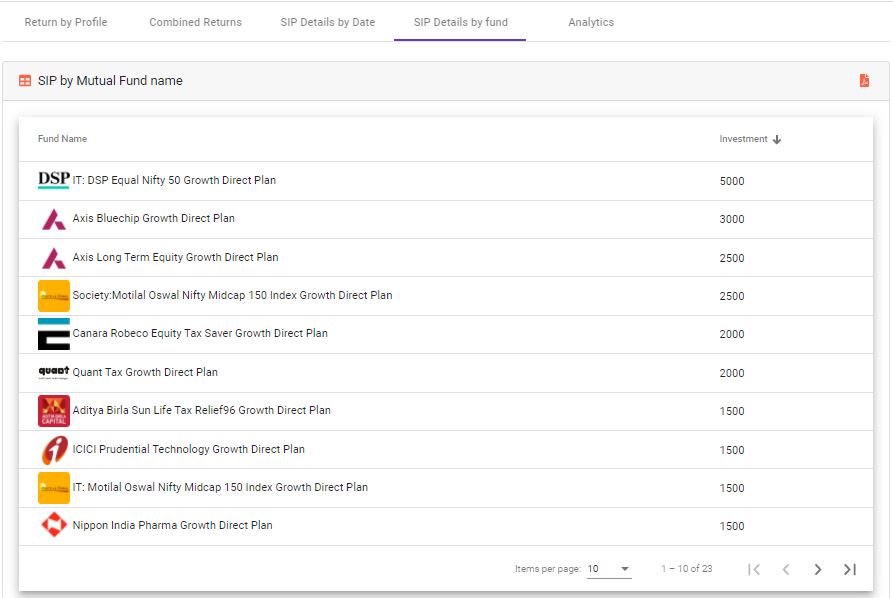 Return by Profile Combined Returns SIP Details by Date SIP Details by fund Analytics
SIP by Mutual Fund name
Fund Name Investment
DSP IT: DSP Equal Nifty 50 Growth Direct Plan 5000
Axis Bluechip Growth Direct Plan 3000
Axis Long Term Equity Growth Direct Plan 2500
Society:Motilal Oswal Nifty Midcap 150 Index Growth Direct Plan 2500
Canara Robeco Equity Tax Saver Growth Direct Plan 2000
quant Quant Tax Growth Direct Plan 2000
ADITYA BIRLA CAPITAL Aditya Birla Sun Life Tax Relief96 Growth Direct Plan 1500
ICICI Prudential Technology Growth Direct Plan 1500
IT: Motilal Oswal Nifty Midcap 150 Index Growth Direct Plan 1500
Nippon India Pharma Growth Direct Plan 1500
Items per page: 10 1 – 10 of 23